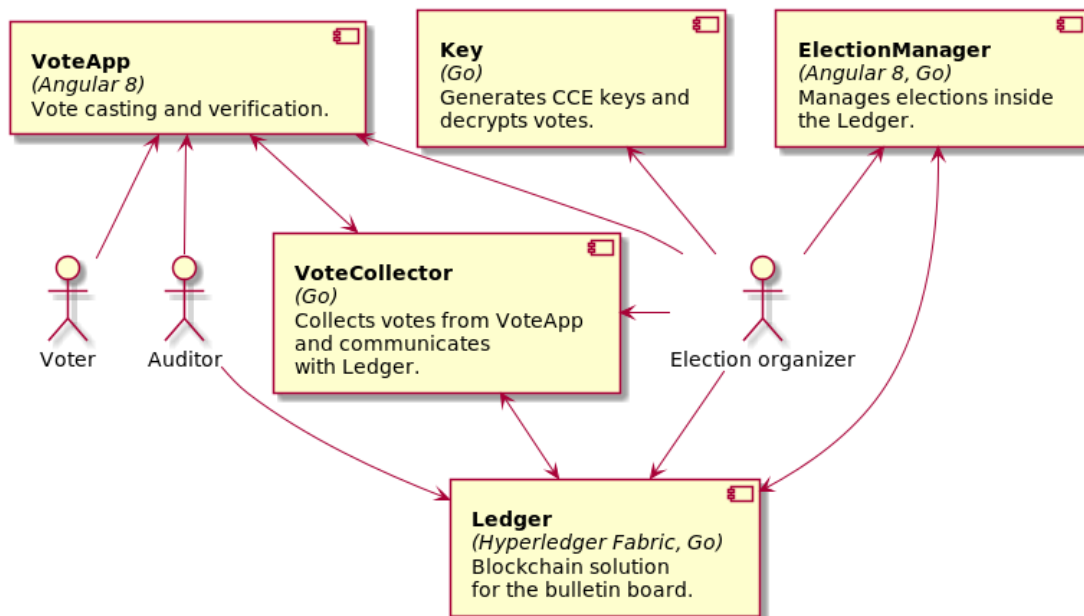 VoteApp
(Angular 8)
Vote casting and verification.
Key
(Go)
Generates CCE keys and
decrypts votes.
ElectionManager
(Angular 8, Go)
Manages elections inside
the Ledger.
VoteCollector
(Go)
Collects votes from VoteApp
and communicates
with Ledger.
Voter
Auditor
Election organizer
Ledger
(Hyperledger Fabric, Go)
Blockchain solution
for the bulletin board.